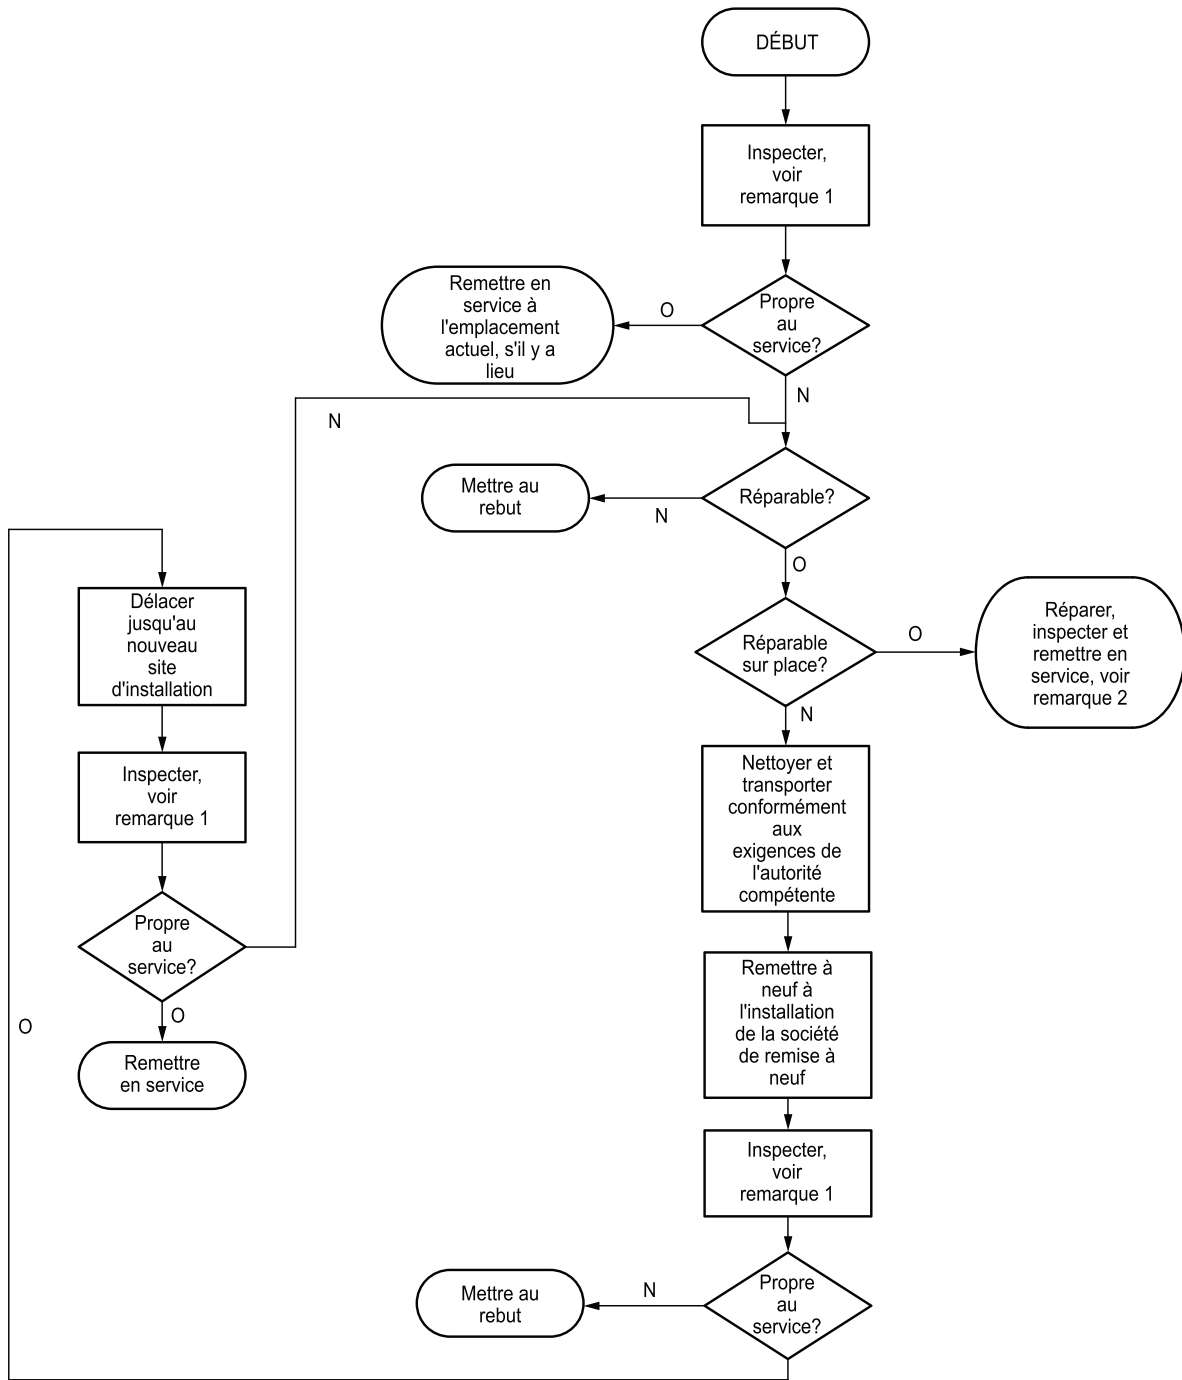 DÉBUT
Inspecter,
voir
remarque 1
Propre
au
service?
O
Remettre en
service à
l'emplacement
actuel, s'il y a
lieu
N
N
Réparable?
N
Mettre au
rebut
O
Réparable
sur place?
O
Réparer,
inspecter et
remettre en
service, voir
remarque 2
N
Nettoyer et
transporter
conformément
aux
exigences de
l'autorité
compétente
Remettre à
neuf à
l'installation
de la société
de remise à
neuf
Inspecter,
voir
remarque 1
Propre
au
service?
N
Mettre au
rebut
O
Délacer
jusqu'au
nouveau
site
d'installation
Inspecter,
voir
remarque 1
Propre
au
service?
O
Remettre
en service